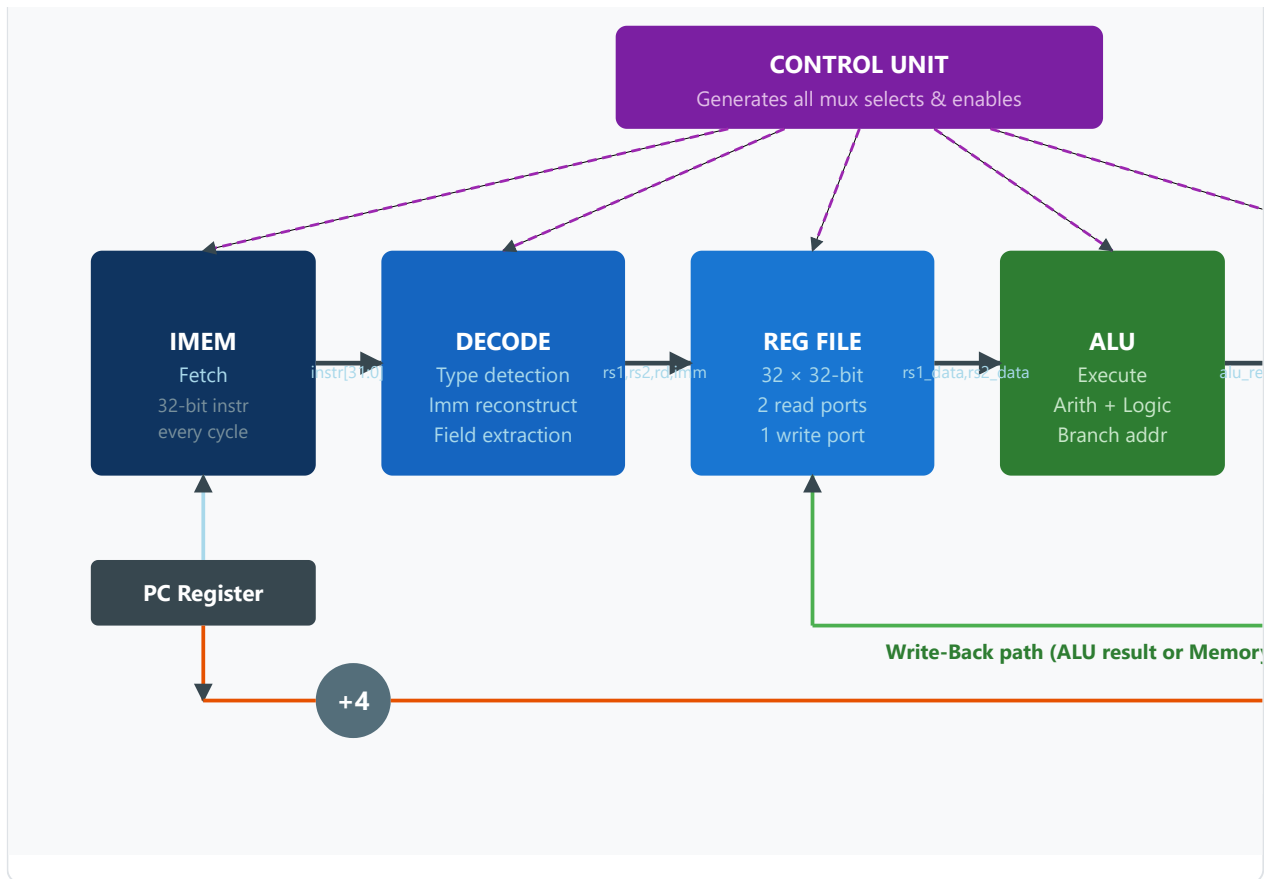 CONTROL UNIT
Generates all mux selects & enables
IMEM
Fetch
32-bit instr
every cycle
instr[31:0]
DECODE
Type detection
Imm reconstruct
Field extraction
rs1,rs2,rd,imm
REG FILE
32 × 32-bit
2 read ports
1 write port
rs1_data,rs2_data
ALU
Execute
Arith + Logic
Branch addr
alu_re
PC Register
Write-Back path (ALU result or Memory
+4